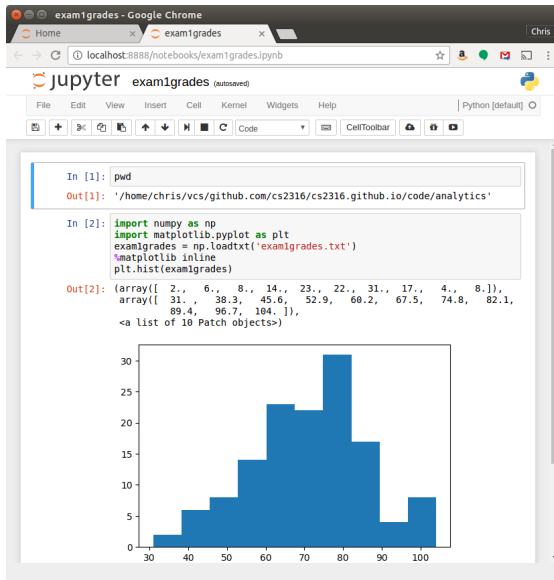 exam1grades - Google Chrome
Home × exam1grades × Chris
localhost:8888/notebooks/exam1grades.ipynb
jupyter exam1grades (autosaved)
File Edit View Insert Cell Kernel Widgets Help Python [default]
Code CellToolbar
In [1]: pwd
Out[1]: '/home/chris/vcs/github.com/cs2316/cs2316.github.io/code/analytics'
In [2]: import numpy as np
import matplotlib.pyplot as plt
exam1grades = np.loadtxt('exam1grades.txt')
%matplotlib inline
plt.hist(exam1grades)
Out[2]: (array([ 2., 6., 8., 14., 23., 22., 31., 17., 4., 8.]),
array([ 31. , 38.3, 45.6, 52.9, 60.2, 67.5, 74.8, 82.1,
89.4, 96.7, 104. ]),
<a list of 10 Patch objects>)
30
25
20
15
10
5
0
30 40 50 60 70 80 90 100